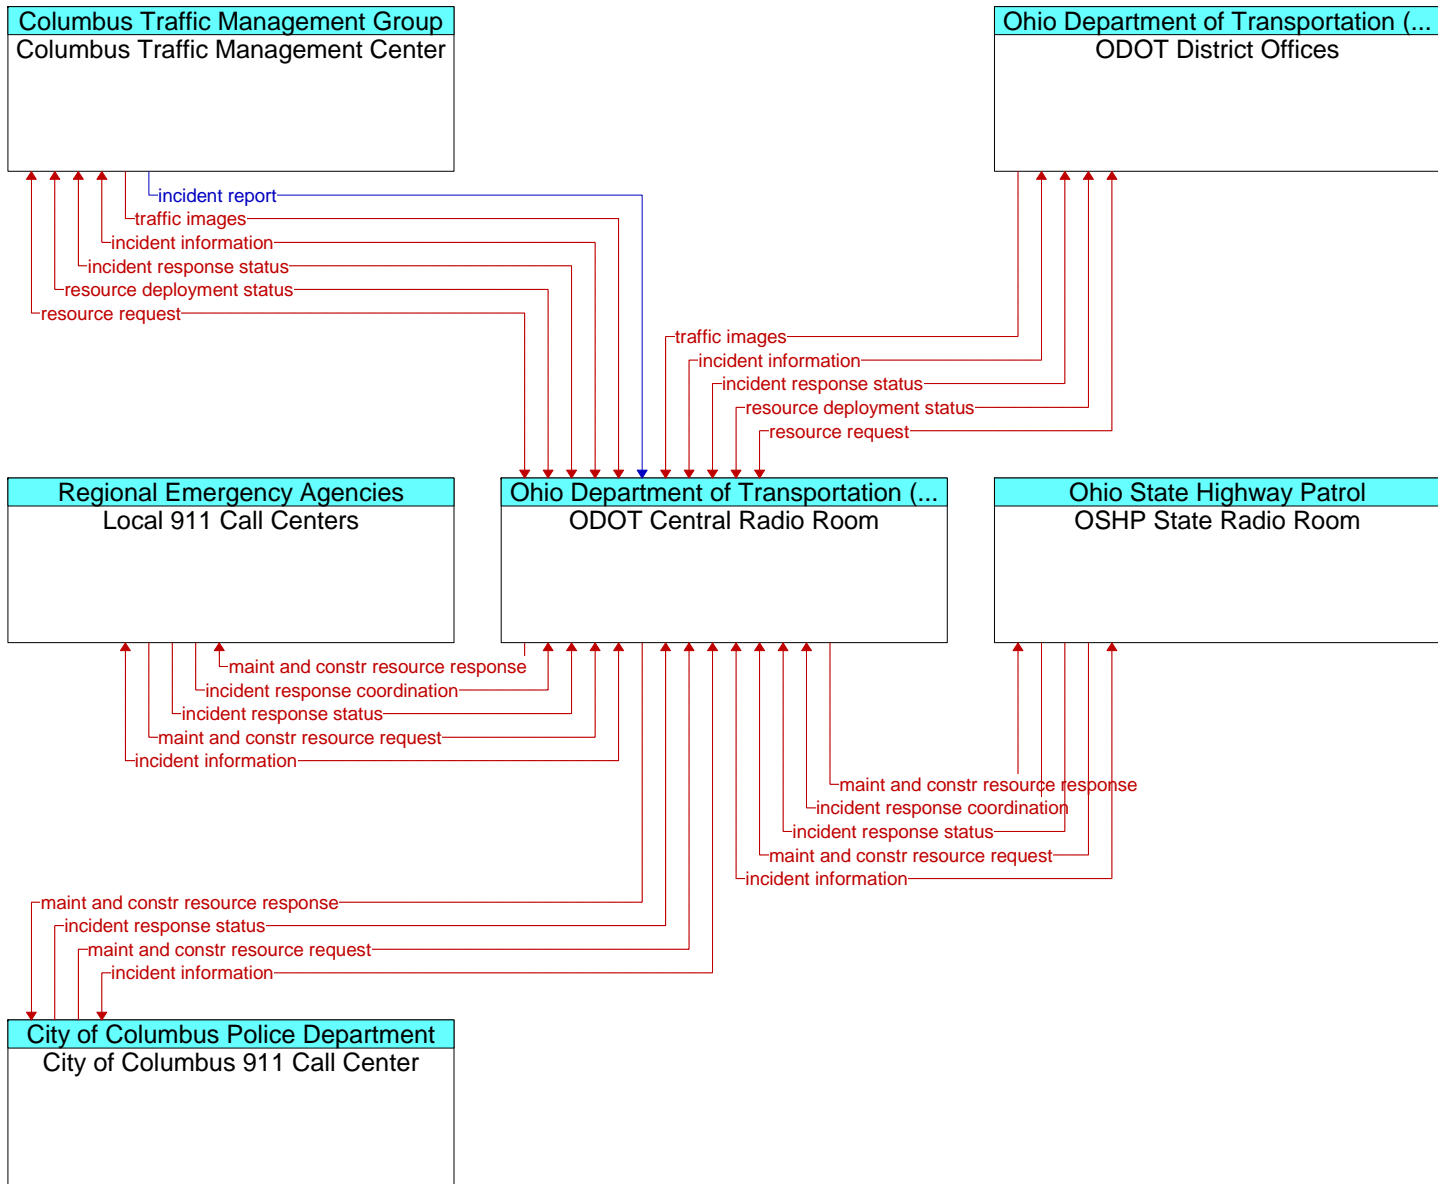 Columbus Traffic Management Group
Columbus Traffic Management Center
Ohio Department of Transportation (...
ODOT District Offices
incident report
traffic images
incident information
incident response status
resource deployment status
resource request
traffic images
incident information
incident response status
resource deployment status
resource request
Regional Emergency Agencies
Local 911 Call Centers
Ohio Department of Transportation (...
ODOT Central Radio Room
Ohio State Highway Patrol
OSHP State Radio Room
maint and constr resource response
incident response coordination
incident response status
maint and constr resource request
incident information
maint and constr resource response
incident response coordination
incident response status
maint and constr resource request
incident information
maint and constr resource response
incident response status
maint and constr resource request
incident information
City of Columbus Police Department
City of Columbus 911 Call Center